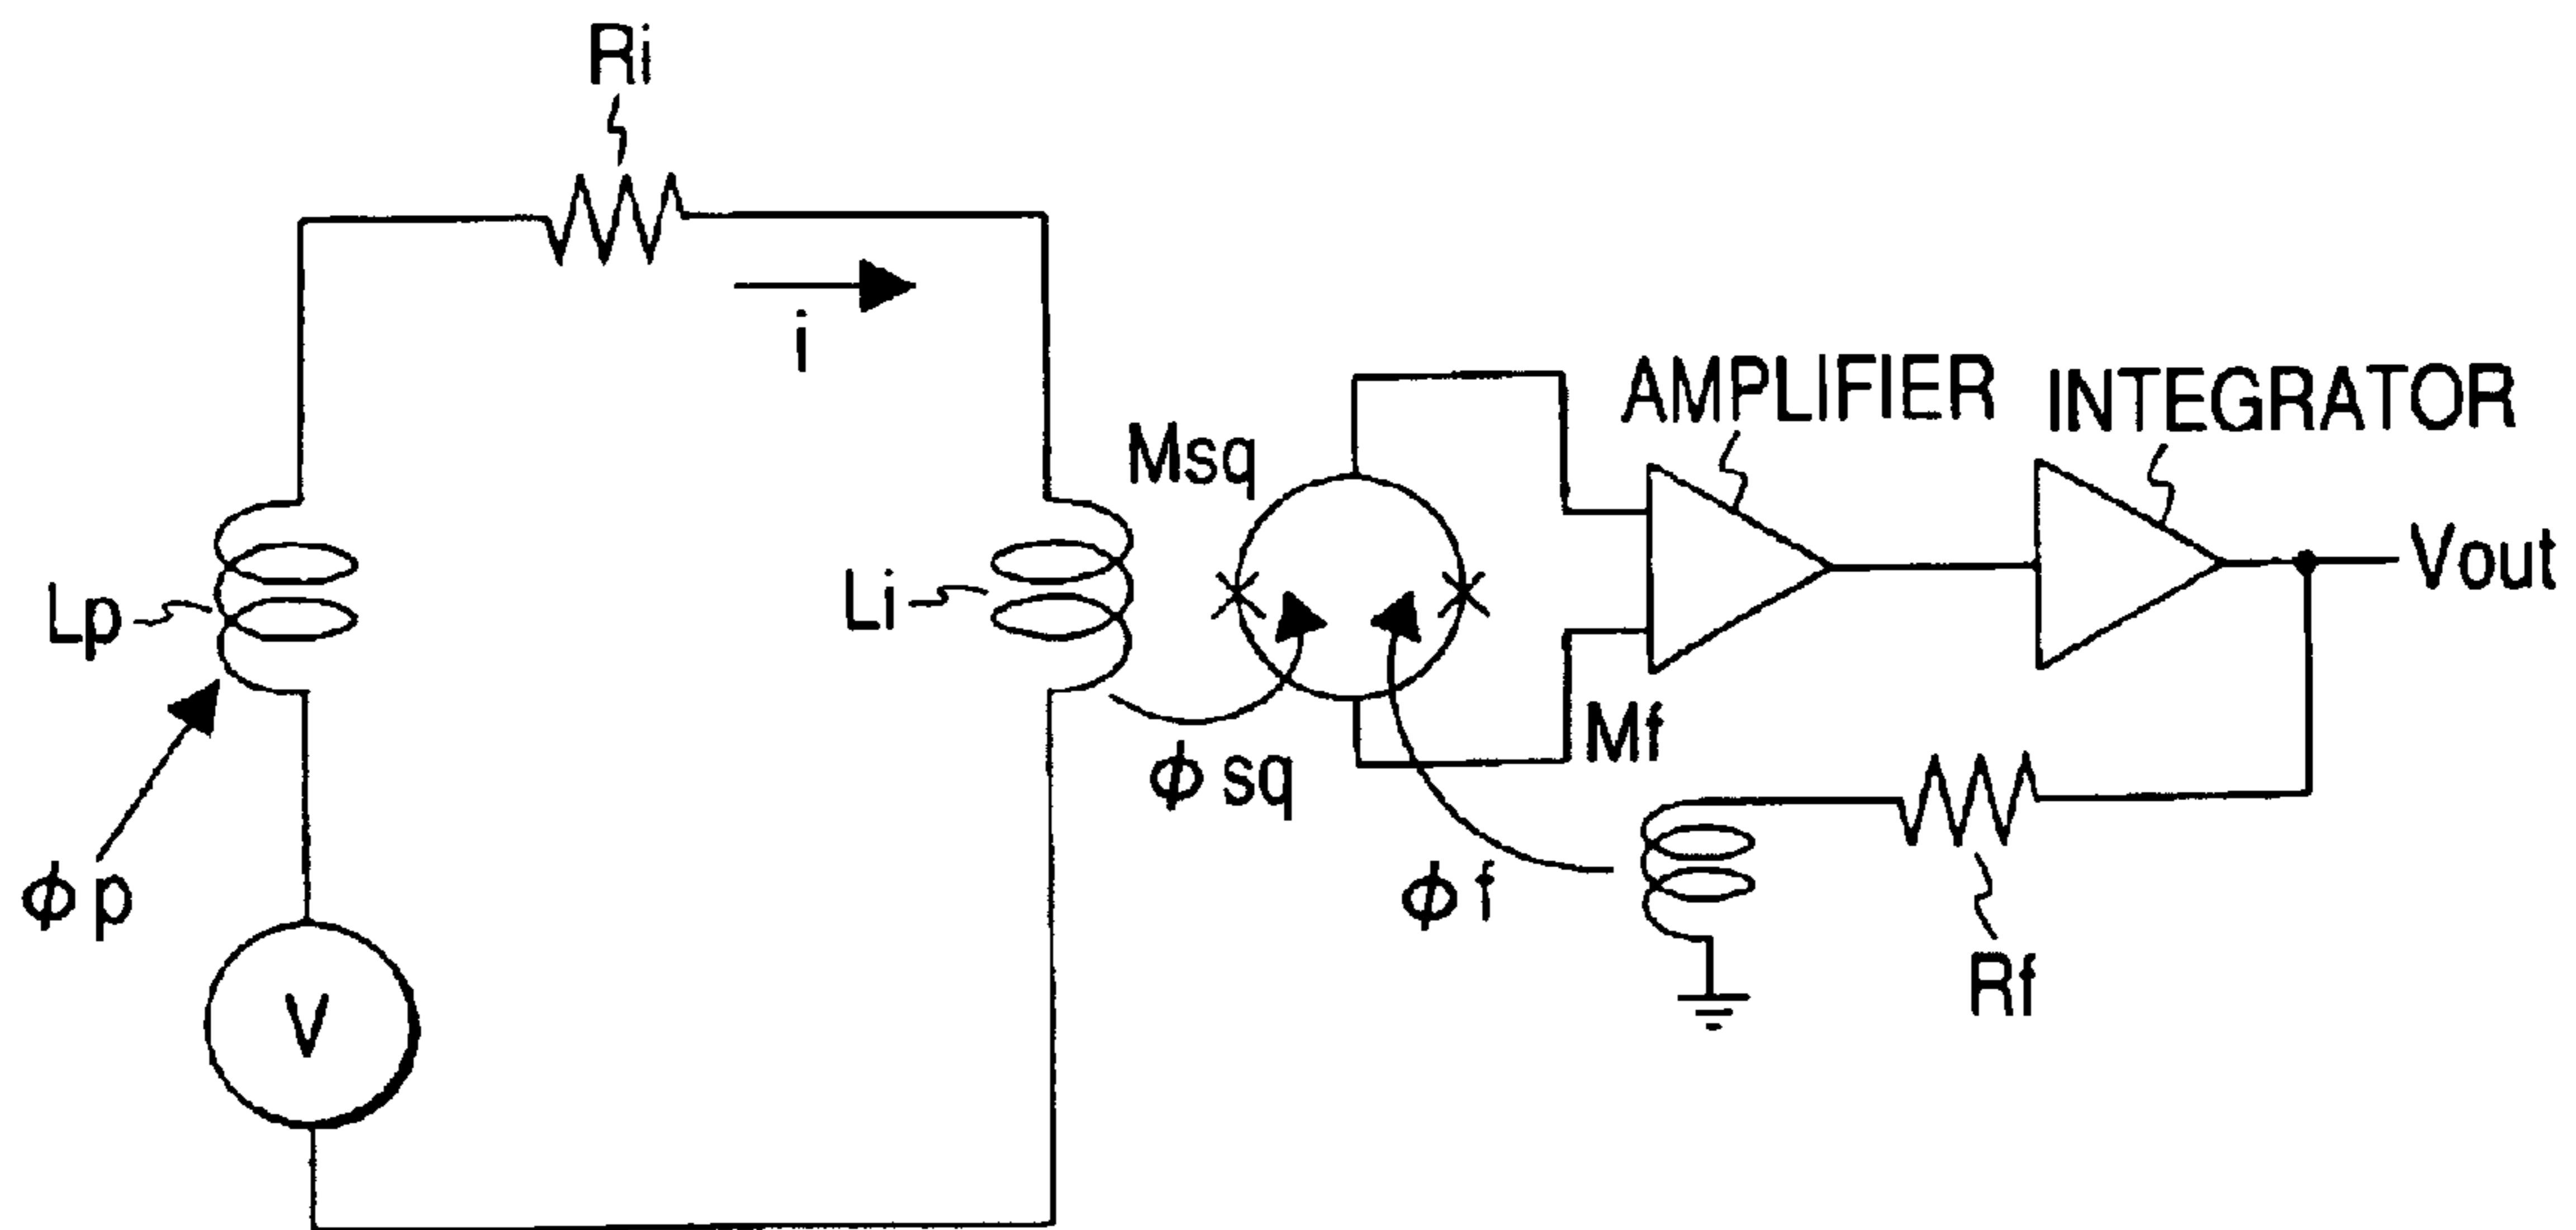 Ri
i
AMPLIFIER
INTEGRATOR
Msq
Vout
Lp
Li
Mf
ϕsq
ϕp
ϕf
Rf
V